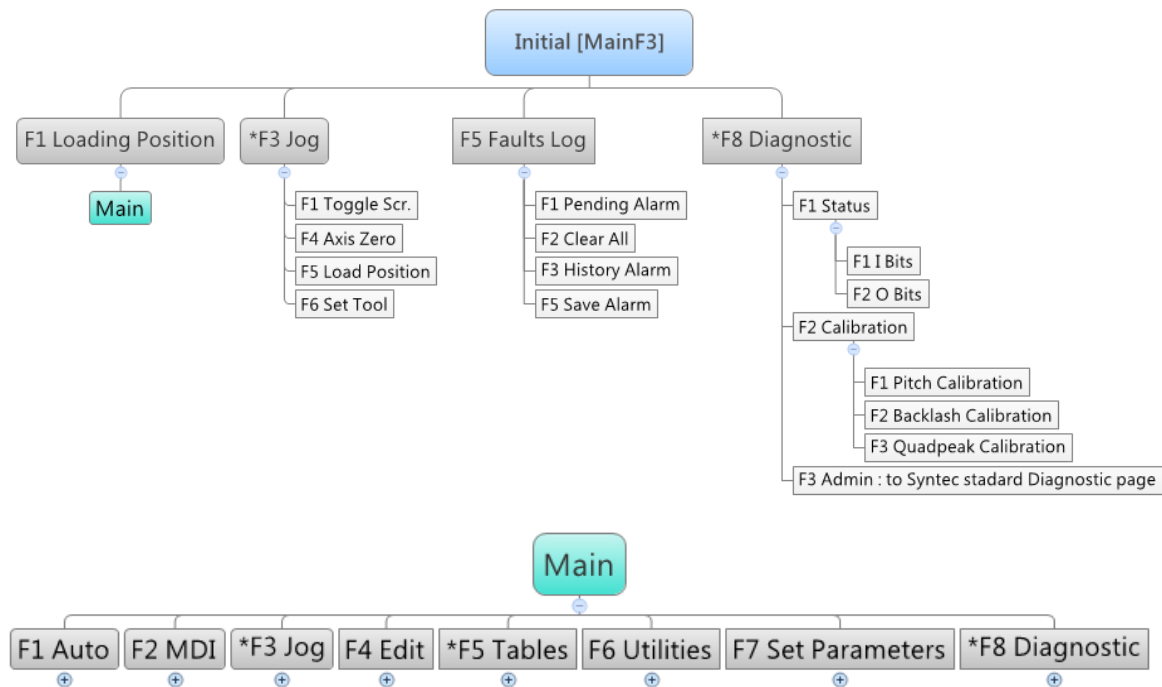 Initial [MainF3]
F1 Loading Position
Main
*F3 Jog
F1 Toggle Scr.
F4 Axis Zero
F5 Load Position
F6 Set Tool
F5 Faults Log
F1 Pending Alarm
F2 Clear All
F3 History Alarm
F5 Save Alarm
*F8 Diagnostic
F1 Status
F1 I Bits
F2 O Bits
F2 Calibration
F1 Pitch Calibration
F2 Backlash Calibration
F3 Quadpeak Calibration
F3 Admin : to Syntec stadard Diagnostic page
Main
F1 Auto
F2 MDI
*F3 Jog
F4 Edit
*F5 Tables
F6 Utilities
F7 Set Parameters
*F8 Diagnostic